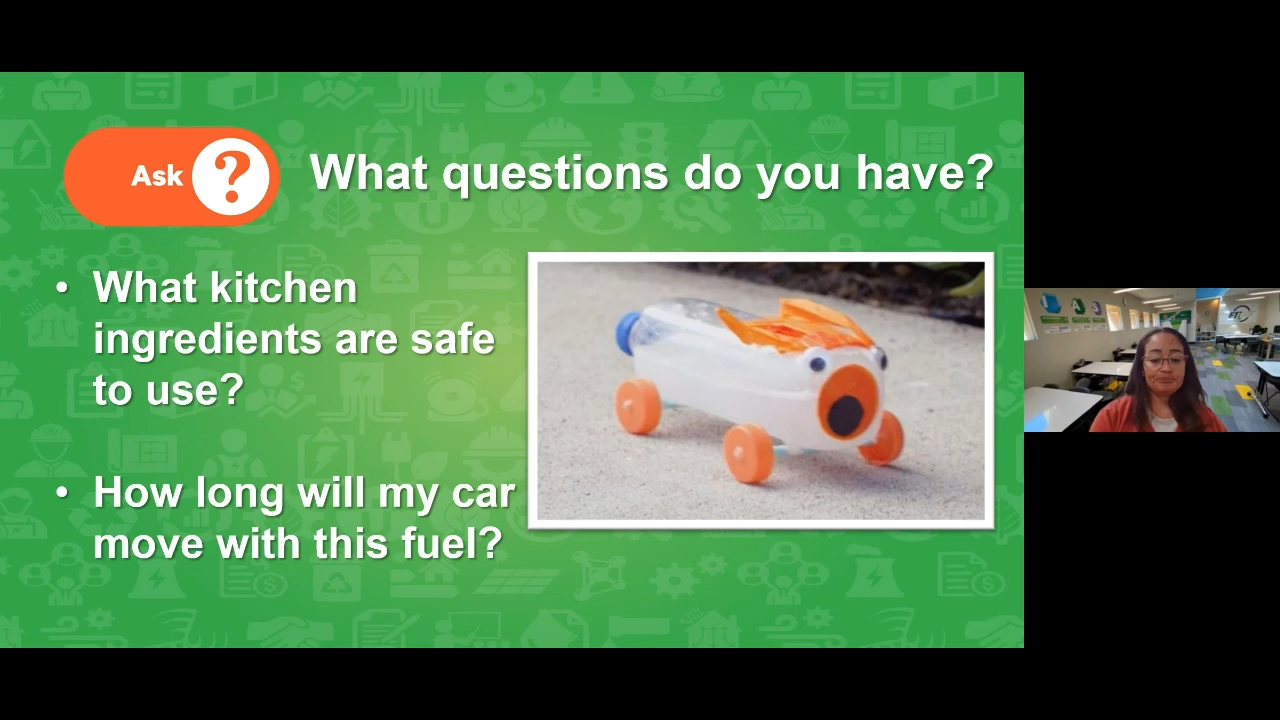 Ask ?
What questions do you have?
• What kitchen
ingredients are safe
to use?
• How long will my car
move with this fuel?